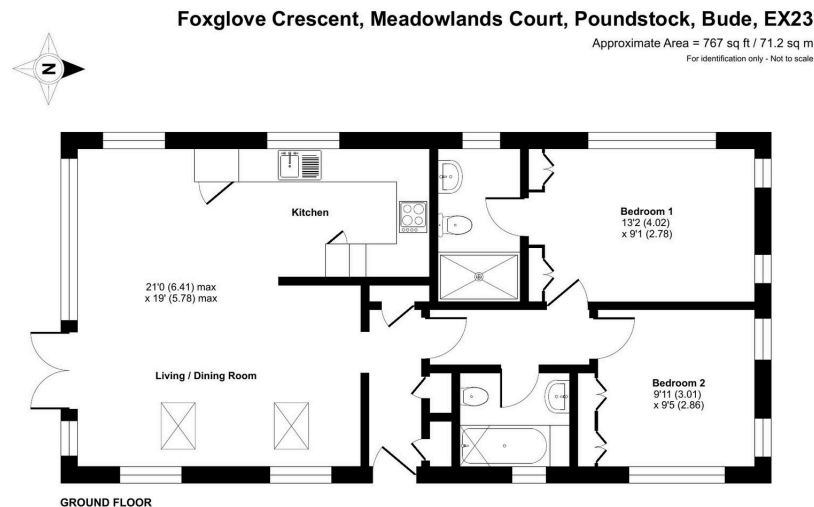 Foxglove Crescent, Meadowlands Court, Poundstock, Bude, EX23
Approximate Area = 767 sq ft / 71.2 sq m
For identification only - Not to scale
N
Kitchen
Bedroom 1
13'2 (4.02)
x 9'1 (2.78)
21'0 (6.41) max
x 19' (5.78) max
Living / Dining Room
Bedroom 2
9'11 (3.01)
x 9'5 (2.86)
GROUND FLOOR